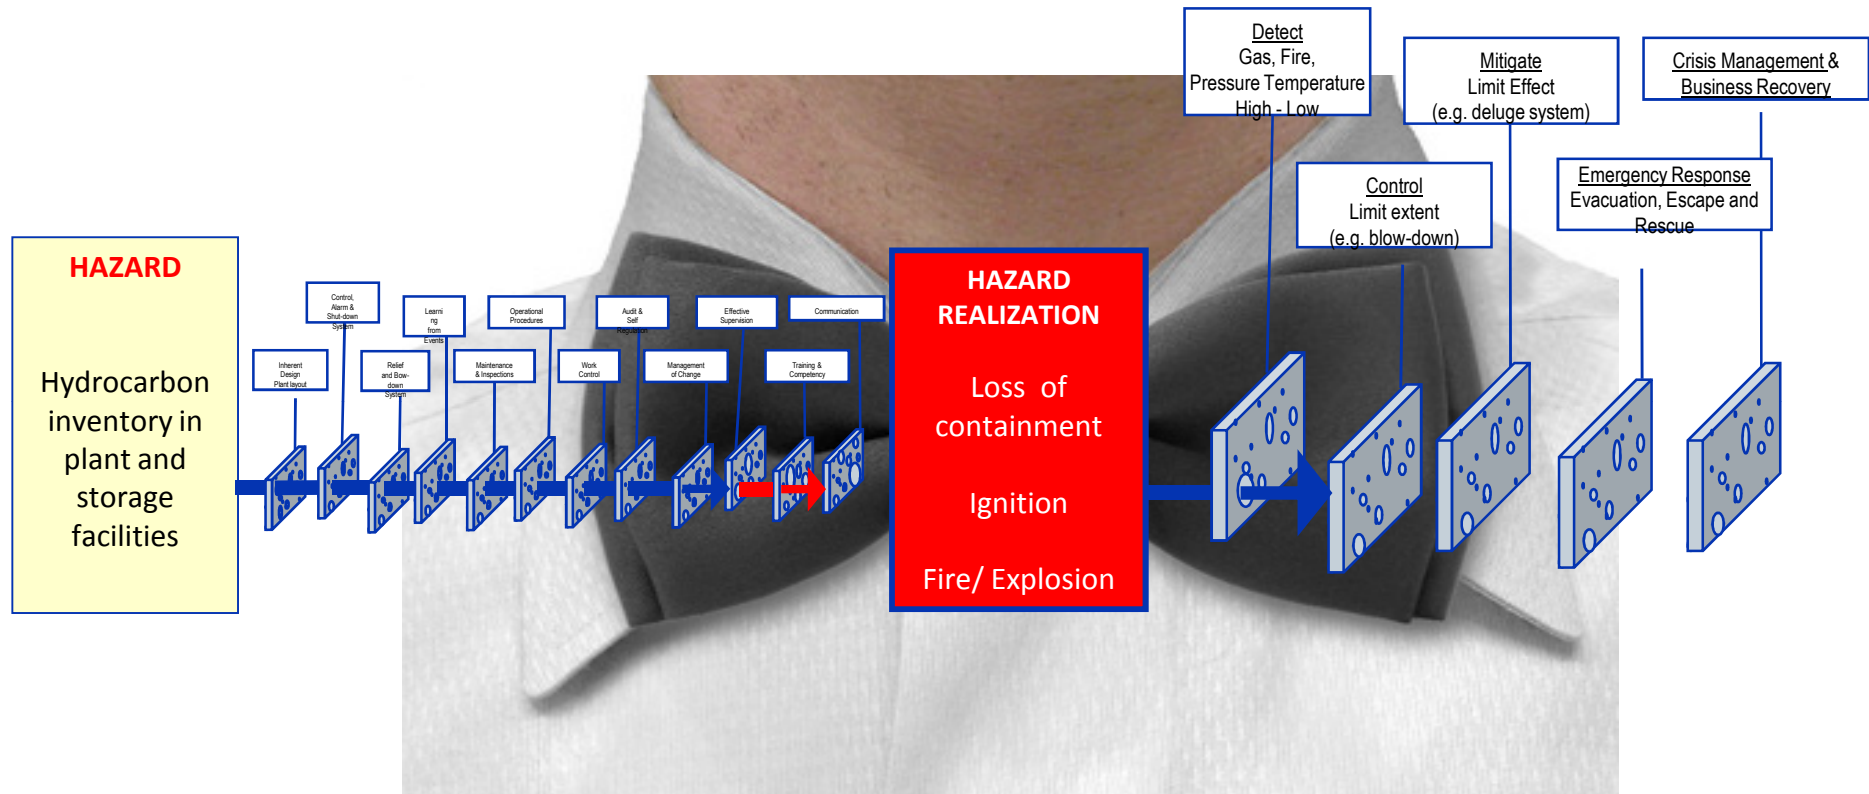 HAZARD
Hydrocarbon
inventory in
plant and
storage
facilities
Inherent
Design
Plant layout
Control,
Alarm &
Shut-down
System
Relief
and Bow-
down
System
Learni
ng
from
Events
Maintenance
& Inspections
Operational
Procedures
Work
Control
Audit &
Self
Regulation
Management
of Change
Effective
Supervision
Training &
Competency
Communication
HAZARD
REALIZATION
Loss of
containment
Ignition
Fire/ Explosion
Detect
Gas, Fire,
Pressure Temperature
High - Low
Control
Limit extent
(e.g. blow-down)
Mitigate
Limit Effect
(e.g. deluge system)
Emergency Response
Evacuation, Escape and
Rescue
Crisis Management &
Business Recovery